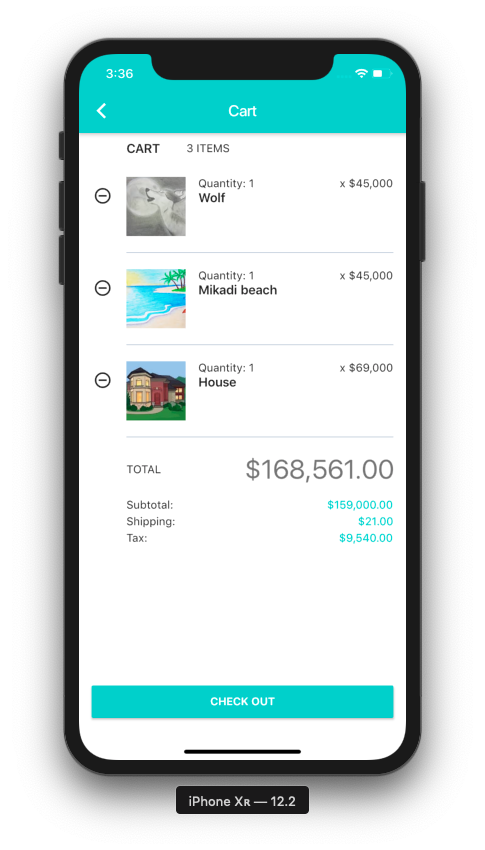 3:36
Cart
CART 3 ITEMS
Quantity: 1 x $45,000
Wolf
Quantity: 1 x $45,000
Mikadi beach
Quantity: 1 x $69,000
House
TOTAL $168,561.00
Subtotal: $159,000.00
Shipping: $21.00
Tax: $9,540.00
CHECK OUT
iPhone Xʀ — 12.2